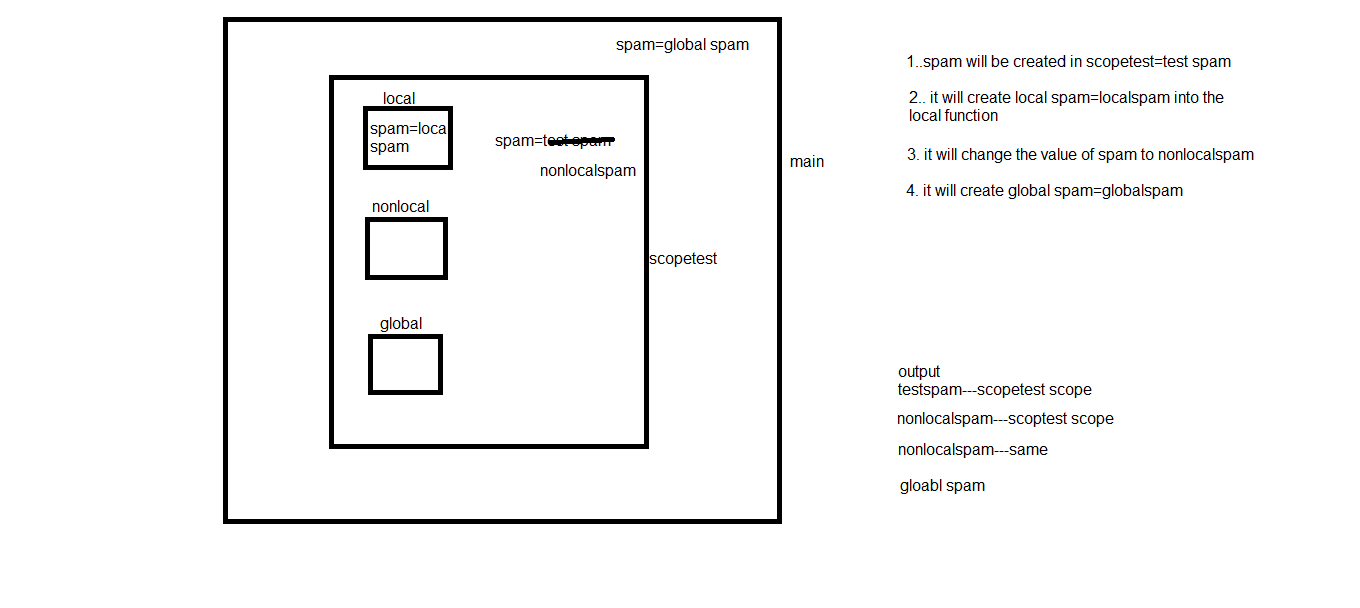 spam=global spam
local
spam=loca
spam
spam=test spam
nonlocalspam
nonlocal
global
scopetest
main
1..spam will be created in scopetest=test spam
2.. it will create local spam=localspam into the
local function
3. it will change the value of spam to nonlocalspam
4. it will create global spam=globalspam
output
testspam---scopetest scope
nonlocalspam---scoptest scope
nonlocalspam---same
gloabl spam